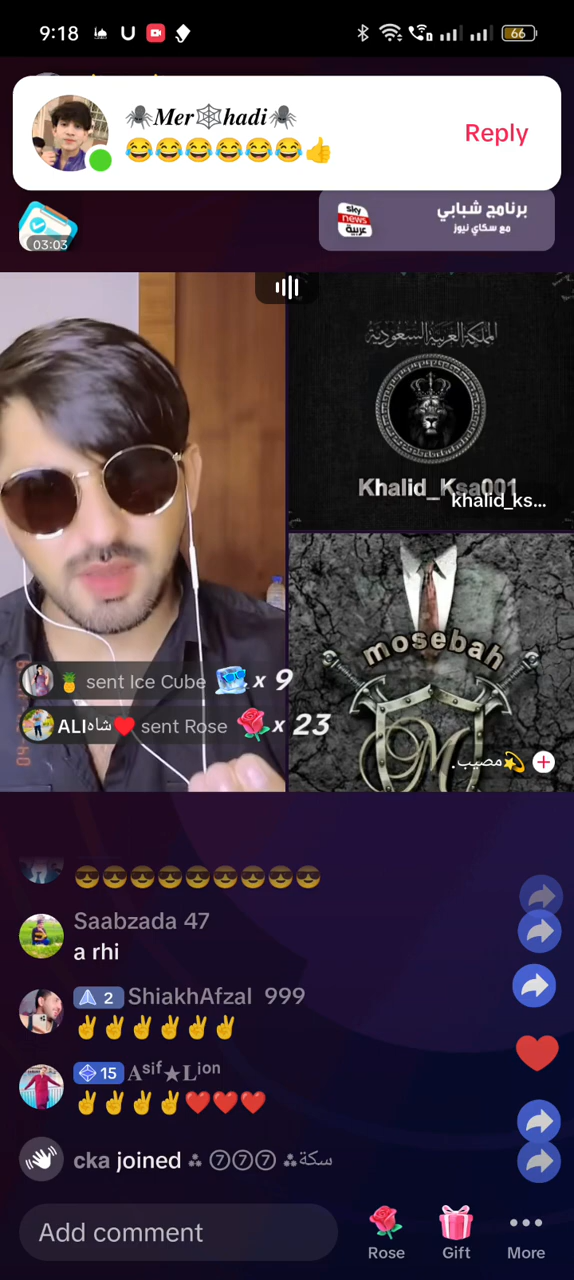 9:18
66
🕷️Mer🕸️hadi🕷️
😂😂😂😂😂😂👍
Reply
03:03
sky
news
عربية
برنامج شبابي
مع سكاي نيوز
المملكة العربية السعودية
Khalid_Ksa001
khalid_ks...
mosebah
M
💫مصيب.
🍍 sent Ice Cube x 9
ALIشاه❤️ sent Rose x 23
😎😎😎😎😎😎😎😎😎
Saabzada 47
a rhi
2 ShiakhAfzal 999
✌️✌️✌️✌️✌️✌️
15 Aˢⁱᶠ★Lⁱᵒⁿ
✌️✌️✌️✌️❤️❤️❤️
cka joined ஃ ⑦⑦⑦ ஃسكة
Add comment
Rose
Gift
More